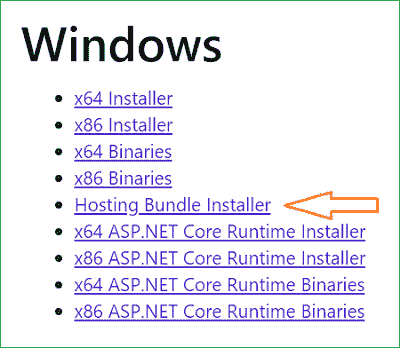 Windows
x64 Installer
x86 Installer
x64 Binaries
x86 Binaries
Hosting Bundle Installer
x64 ASP.NET Core Runtime Installer
x86 ASP.NET Core Runtime Installer
x64 ASP.NET Core Runtime Binaries
x86 ASP.NET Core Runtime Binaries